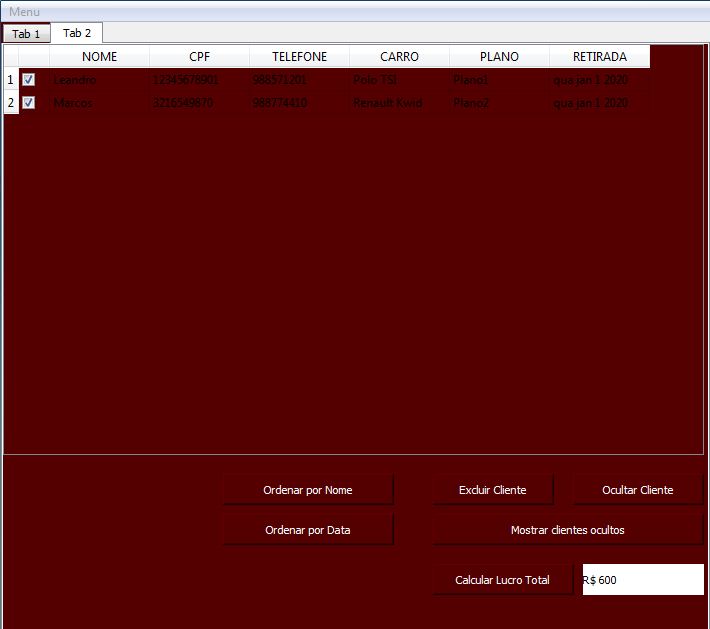 Menu
Tab 1 Tab 2
NOME CPF TELEFONE CARRO PLANO RETIRADA
1 Leandro 12345678901 988571201 Polo TSI Plano1 qua jan 1 2020
2 Marcos 3216549870 988774410 Renault Kwid Plano2 qua jan 1 2020
Ordenar por Nome Excluir Cliente Ocultar Cliente
Ordenar por Data Mostrar clientes ocultos
Calcular Lucro Total R$ 600